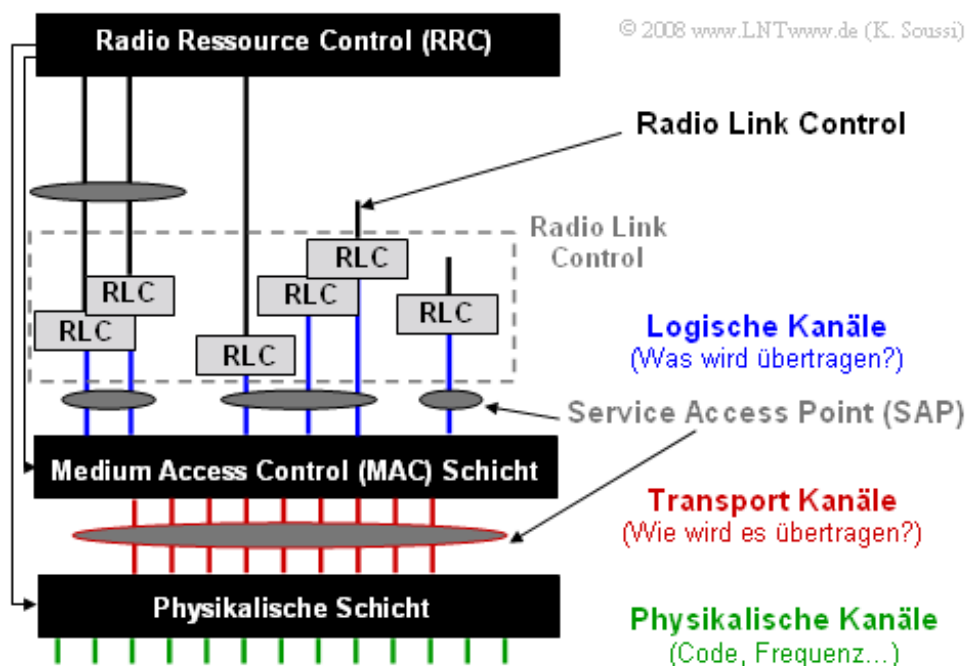 Radio Ressource Control (RRC)
© 2008 www.LNTwww.de (K. Soussi)
Radio Link Control
Radio Link
Control
RLC
RLC
RLC
RLC
RLC
RLC
Logische Kanäle
(Was wird übertragen?)
Service Access Point (SAP)
Medium Access Control (MAC) Schicht
Transport Kanäle
(Wie wird es übertragen?)
Physikalische Schicht
Physikalische Kanäle
(Code, Frequenz...)